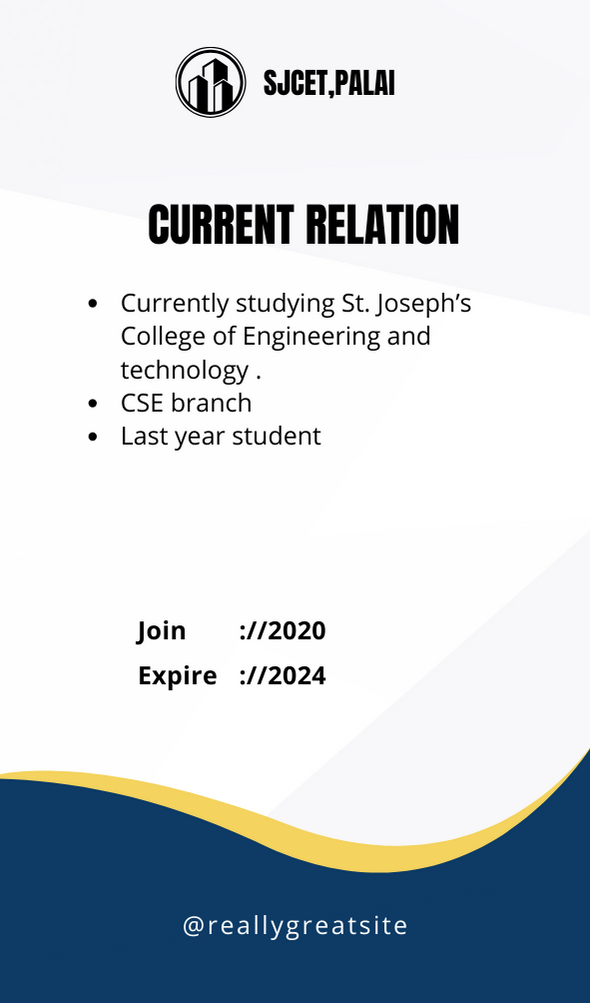 SJCET,PALAI
CURRENT RELATION
• Currently studying St. Joseph’s
College of Engineering and
technology .
• CSE branch
• Last year student
Join ://2020
Expire ://2024
@reallygreatsite